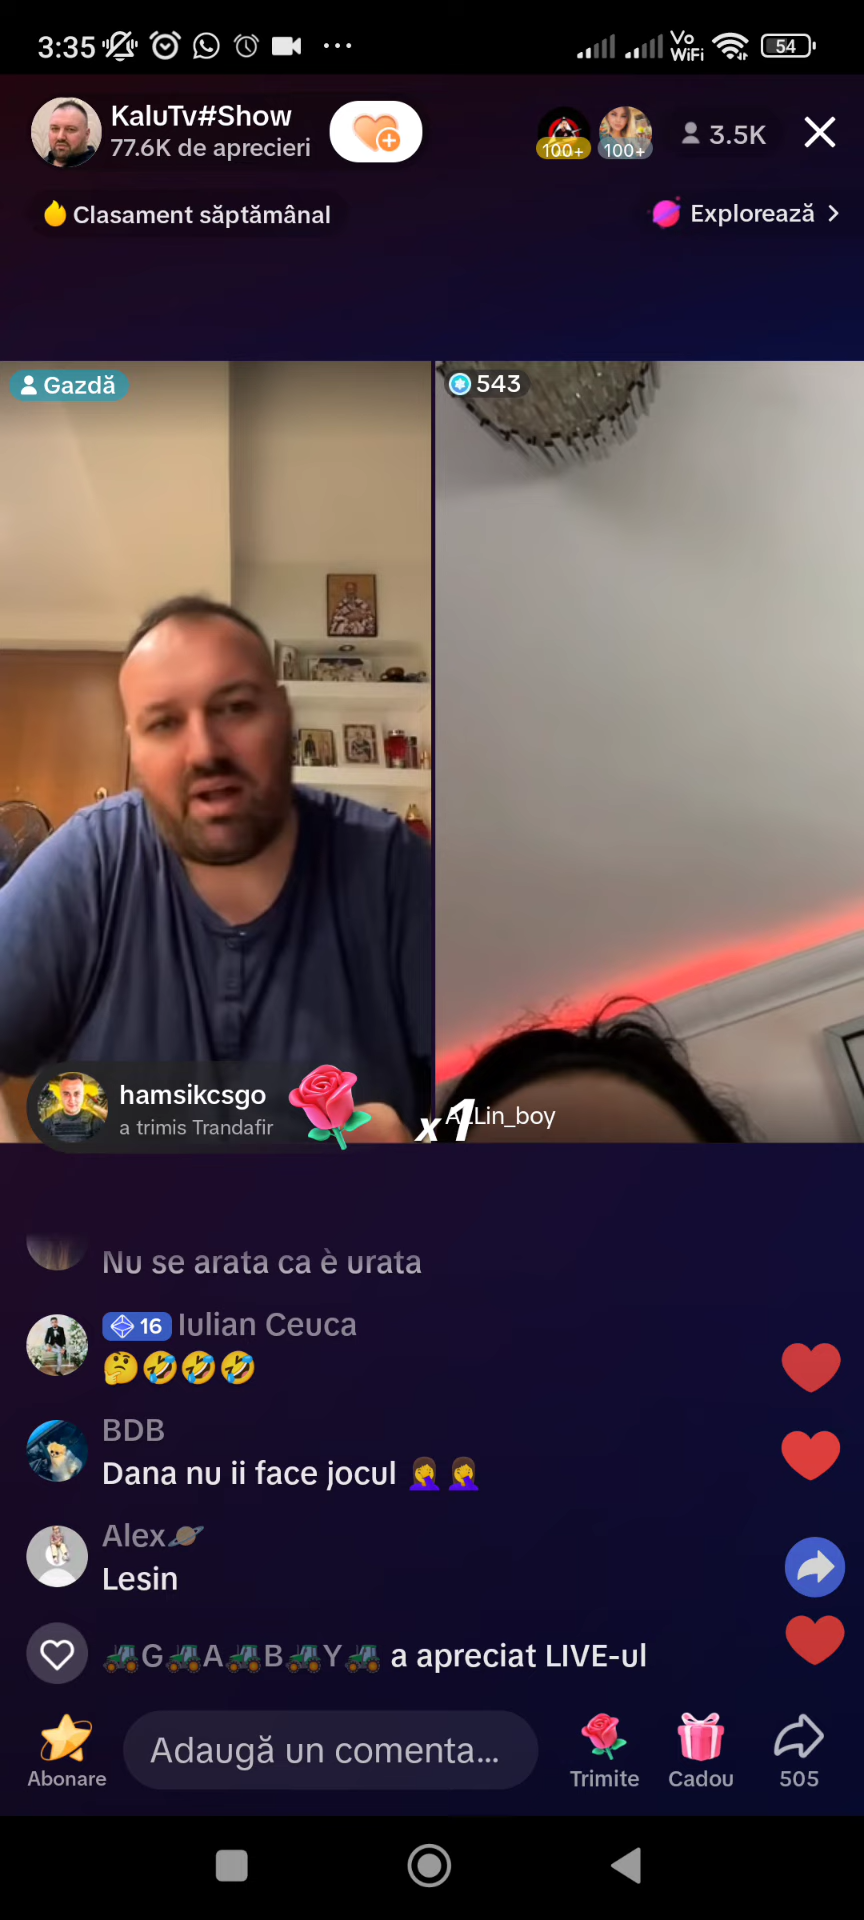 3:35
Vo
WiFi
54
KaluTv#Show
77.6K de aprecieri
100+
100+
3.5K
Clasament săptămânal
Explorează
Gazdă
543
hamsikcsgo
a trimis Trandafir
x1
Lin_boy
Nu se arata ca è urata
16 Iulian Ceuca
BDB
Dana nu ii face jocul
Alex
Lesin
G A B Y a apreciat LIVE-ul
Abonare
Adaugă un comenta...
Trimite
Cadou
505